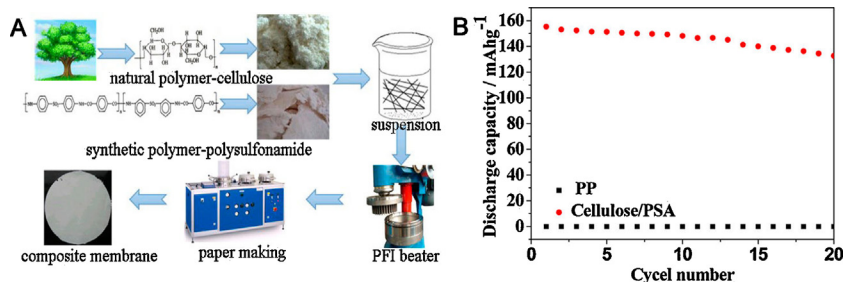 A
CH₂OH
natural polymer-cellulose
synthetic polymer-polysulfonamide
suspension
composite membrane
paper making
PFI beater
B
Discharge capacity / mAhg⁻¹
160
140
120
100
80
60
40
20
0
PP
Cellulose/PSA
0 5 10 15 20
Cycel number